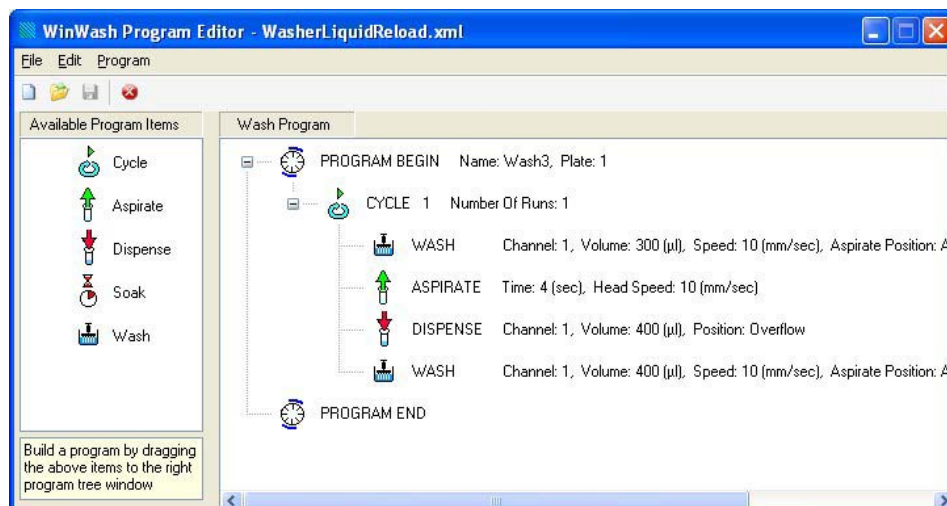 WinWash Program Editor - WasherLiquidReload.xml
File Edit Program
Available Program Items
Cycle
Aspirate
Dispense
Soak
Wash
Build a program by dragging
the above items to the right
program tree window
Wash Program
PROGRAM BEGIN Name: Wash3, Plate: 1
CYCLE 1 Number Of Runs: 1
WASH Channel: 1, Volume: 300 (µl), Speed: 10 (mm/sec), Aspirate Position: A
ASPIRATE Time: 4 (sec), Head Speed: 10 (mm/sec)
DISPENSE Channel: 1, Volume: 400 (µl), Position: Overflow
WASH Channel: 1, Volume: 400 (µl), Speed: 10 (mm/sec), Aspirate Position: A
PROGRAM END